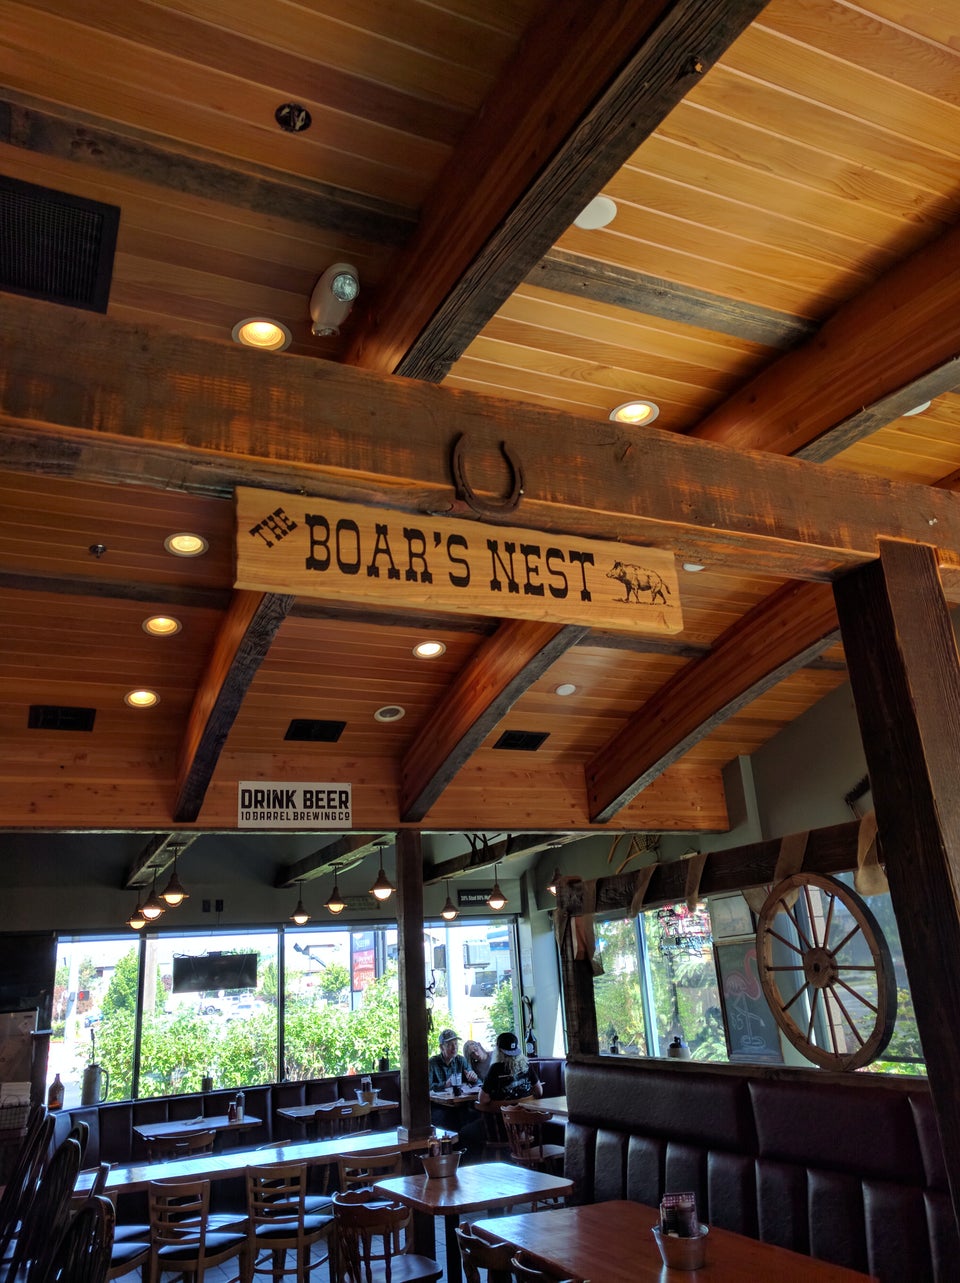 THE BOAR'S NEST
DRINK BEER
10 BARREL BREWING CO